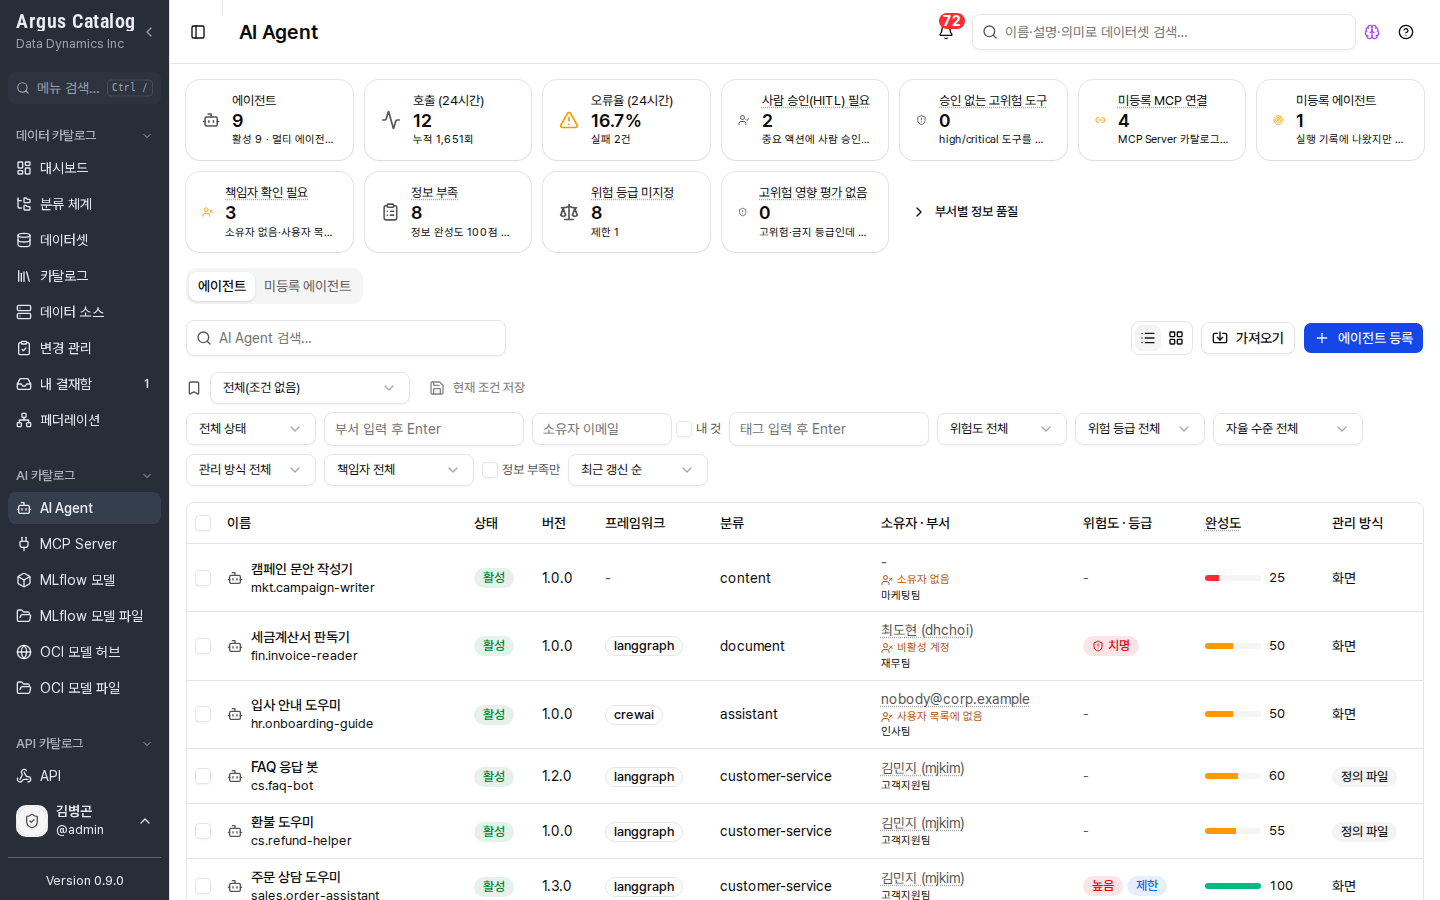 Argus Catalog
Data Dynamics Inc
메뉴 검색...
Ctrl /
데이터 카탈로그
대시보드
분류 체계
데이터셋
카탈로그
데이터 소스
변경 관리
내 결재함
1
페더레이션
AI 카탈로그
AI Agent
MCP Server
MLflow 모델
MLflow 모델 파일
OCI 모델 허브
OCI 모델 파일
API 카탈로그
API
김병곤
@admin
Version 0.9.0
AI Agent
72
이름·설명·의미로 데이터셋 검색...
에이전트
9
활성 9 · 멀티 에이전...
호출 (24시간)
12
누적 1,651회
오류율 (24시간)
16.7%
실패 2건
사람 승인(HITL) 필요
2
중요 액션에 사람 승인...
승인 없는 고위험 도구
0
high/critical 도구를 ...
미등록 MCP 연결
4
MCP Server 카탈로그...
미등록 에이전트
1
실행 기록에 나왔지만 ...
책임자 확인 필요
3
소유자 없음·사용자 목...
정보 부족
8
정보 완성도 100점 ...
위험 등급 미지정
8
제한 1
고위험 영향 평가 없음
0
고위험·금지 등급인데 ...
부서별 정보 품질
에이전트
미등록 에이전트
AI Agent 검색...
가져오기
에이전트 등록
전체(조건 없음)
현재 조건 저장
전체 상태
부서 입력 후 Enter
소유자 이메일
내 것
태그 입력 후 Enter
위험도 전체
위험 등급 전체
자율 수준 전체
관리 방식 전체
책임자 전체
정보 부족만
최근 갱신 순
이름 상태 버전 프레임워크 분류 소유자 · 부서 위험도 · 등급 완성도 관리 방식
캠페인 문안 작성기
mkt.campaign-writer
활성 1.0.0 - content
-
소유자 없음
마케팅팀
- 25 화면
세금계산서 판독기
fin.invoice-reader
활성 1.0.0 langgraph document
최도현 (dhchoi)
비활성 계정
재무팀
치명 50 화면
입사 안내 도우미
hr.onboarding-guide
활성 1.0.0 crewai assistant
nobody@corp.example
사용자 목록에 없음
인사팀
- 50 화면
FAQ 응답 봇
cs.faq-bot
활성 1.2.0 langgraph customer-service
김민지 (mjkim)
고객지원팀
- 60 정의 파일
환불 도우미
cs.refund-helper
활성 1.0.0 langgraph customer-service
김민지 (mjkim)
고객지원팀
- 55 정의 파일
주문 상담 도우미
sales.order-assistant
활성 1.3.0 langgraph customer-service
김민지 (mjkim)
고객지원팀
높음 제한 100 화면